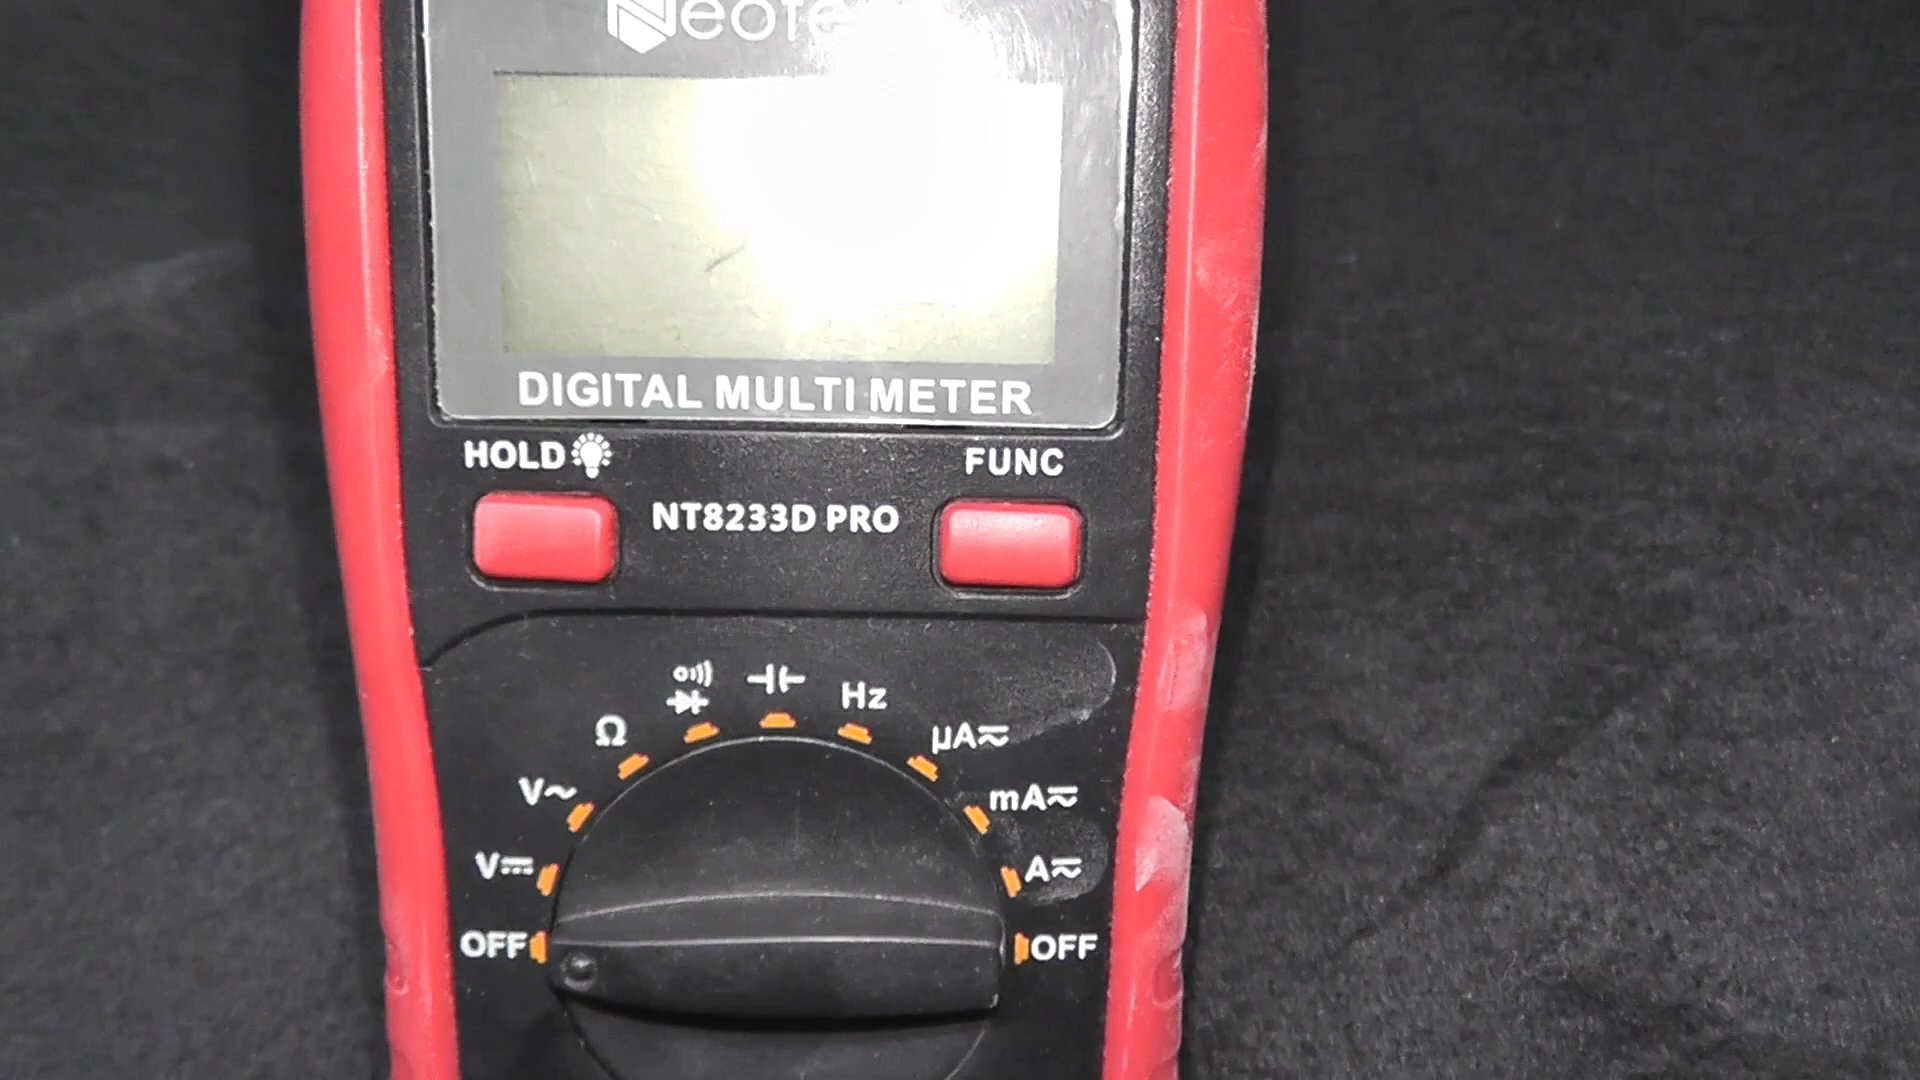 DIGITAL MULTI METER
HOLD FUNC
NT8233D PRO
Hz
Ω μA
V~ mA
V A
OFF OFF